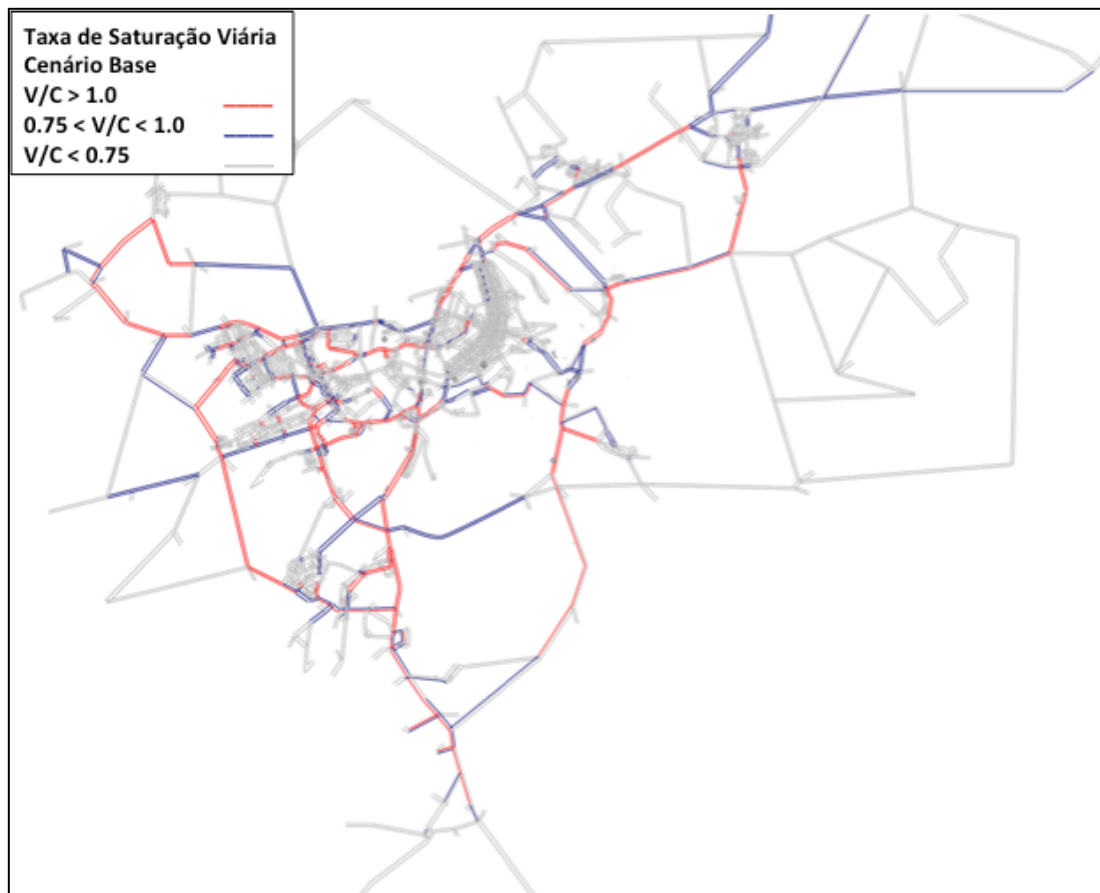 Taxa de Saturação Viária
Cenário Base
V/C > 1.0
0.75 < V/C < 1.0
V/C < 0.75